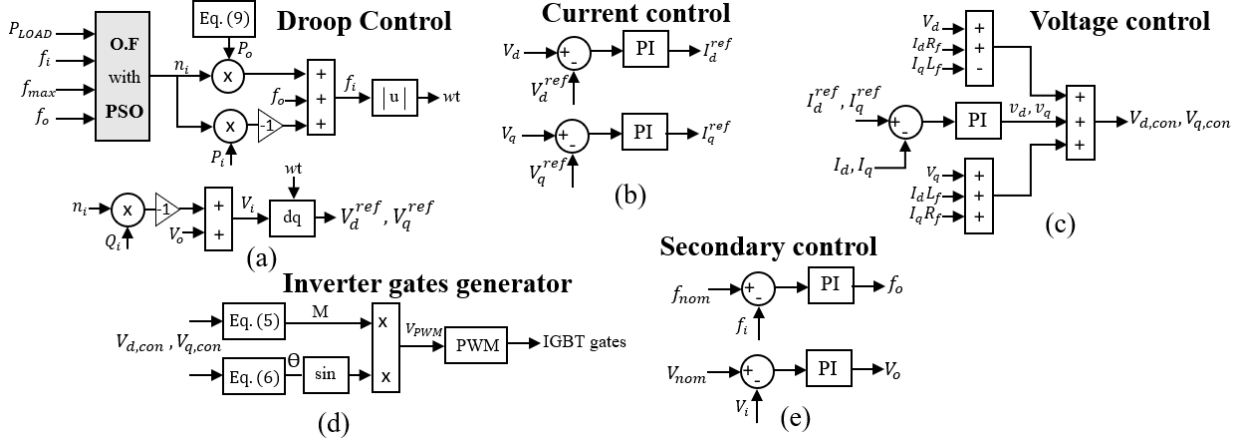 Droop Control
P_LOAD
f_i
f_max
f_o
O.F
with
PSO
Eq. (9)
P_o
n_i
x
x
-1
P_i
f_o
+
+
+
f_i
|u|
wt
n_i
x
Q_i
-1
V_o
+
+
V_i
wt
dq
V_d^ref , V_q^ref
(a)
Current control
V_d
+
-
V_d^ref
PI
I_d^ref
V_q
+
-
V_q^ref
PI
I_q^ref
(b)
Voltage control
V_d
I_dR_f
I_qL_f
+
+
-
I_d^ref, I_q^ref
+
-
I_d, I_q
PI
v_d, v_q
+
+
+
V_d,con, V_q,con
V_q
I_dL_f
I_qR_f
+
+
+
(c)
Inverter gates generator
V_d,con , V_q,con
Eq. (5)
M
Eq. (6)
Θ
sin
x
x
V_PWM
PWM
IGBT gates
(d)
Secondary control
f_nom
+
-
f_i
PI
f_o
V_nom
+
-
V_i
PI
V_o
(e)